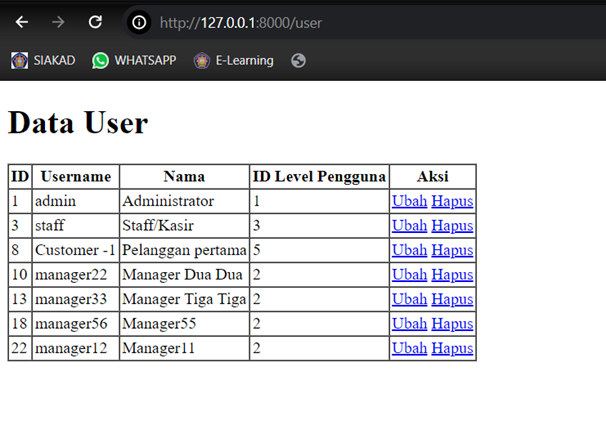 http://127.0.0.1:8000/user
SIAKAD WHATSAPP E-Learning
Data User
ID Username Nama ID Level Pengguna Aksi
1 admin Administrator 1 Ubah Hapus
3 staff Staff/Kasir 3 Ubah Hapus
8 Customer -1 Pelanggan pertama 5 Ubah Hapus
10 manager22 Manager Dua Dua 2 Ubah Hapus
13 manager33 Manager Tiga Tiga 2 Ubah Hapus
18 manager56 Manager55 2 Ubah Hapus
22 manager12 Manager11 2 Ubah Hapus